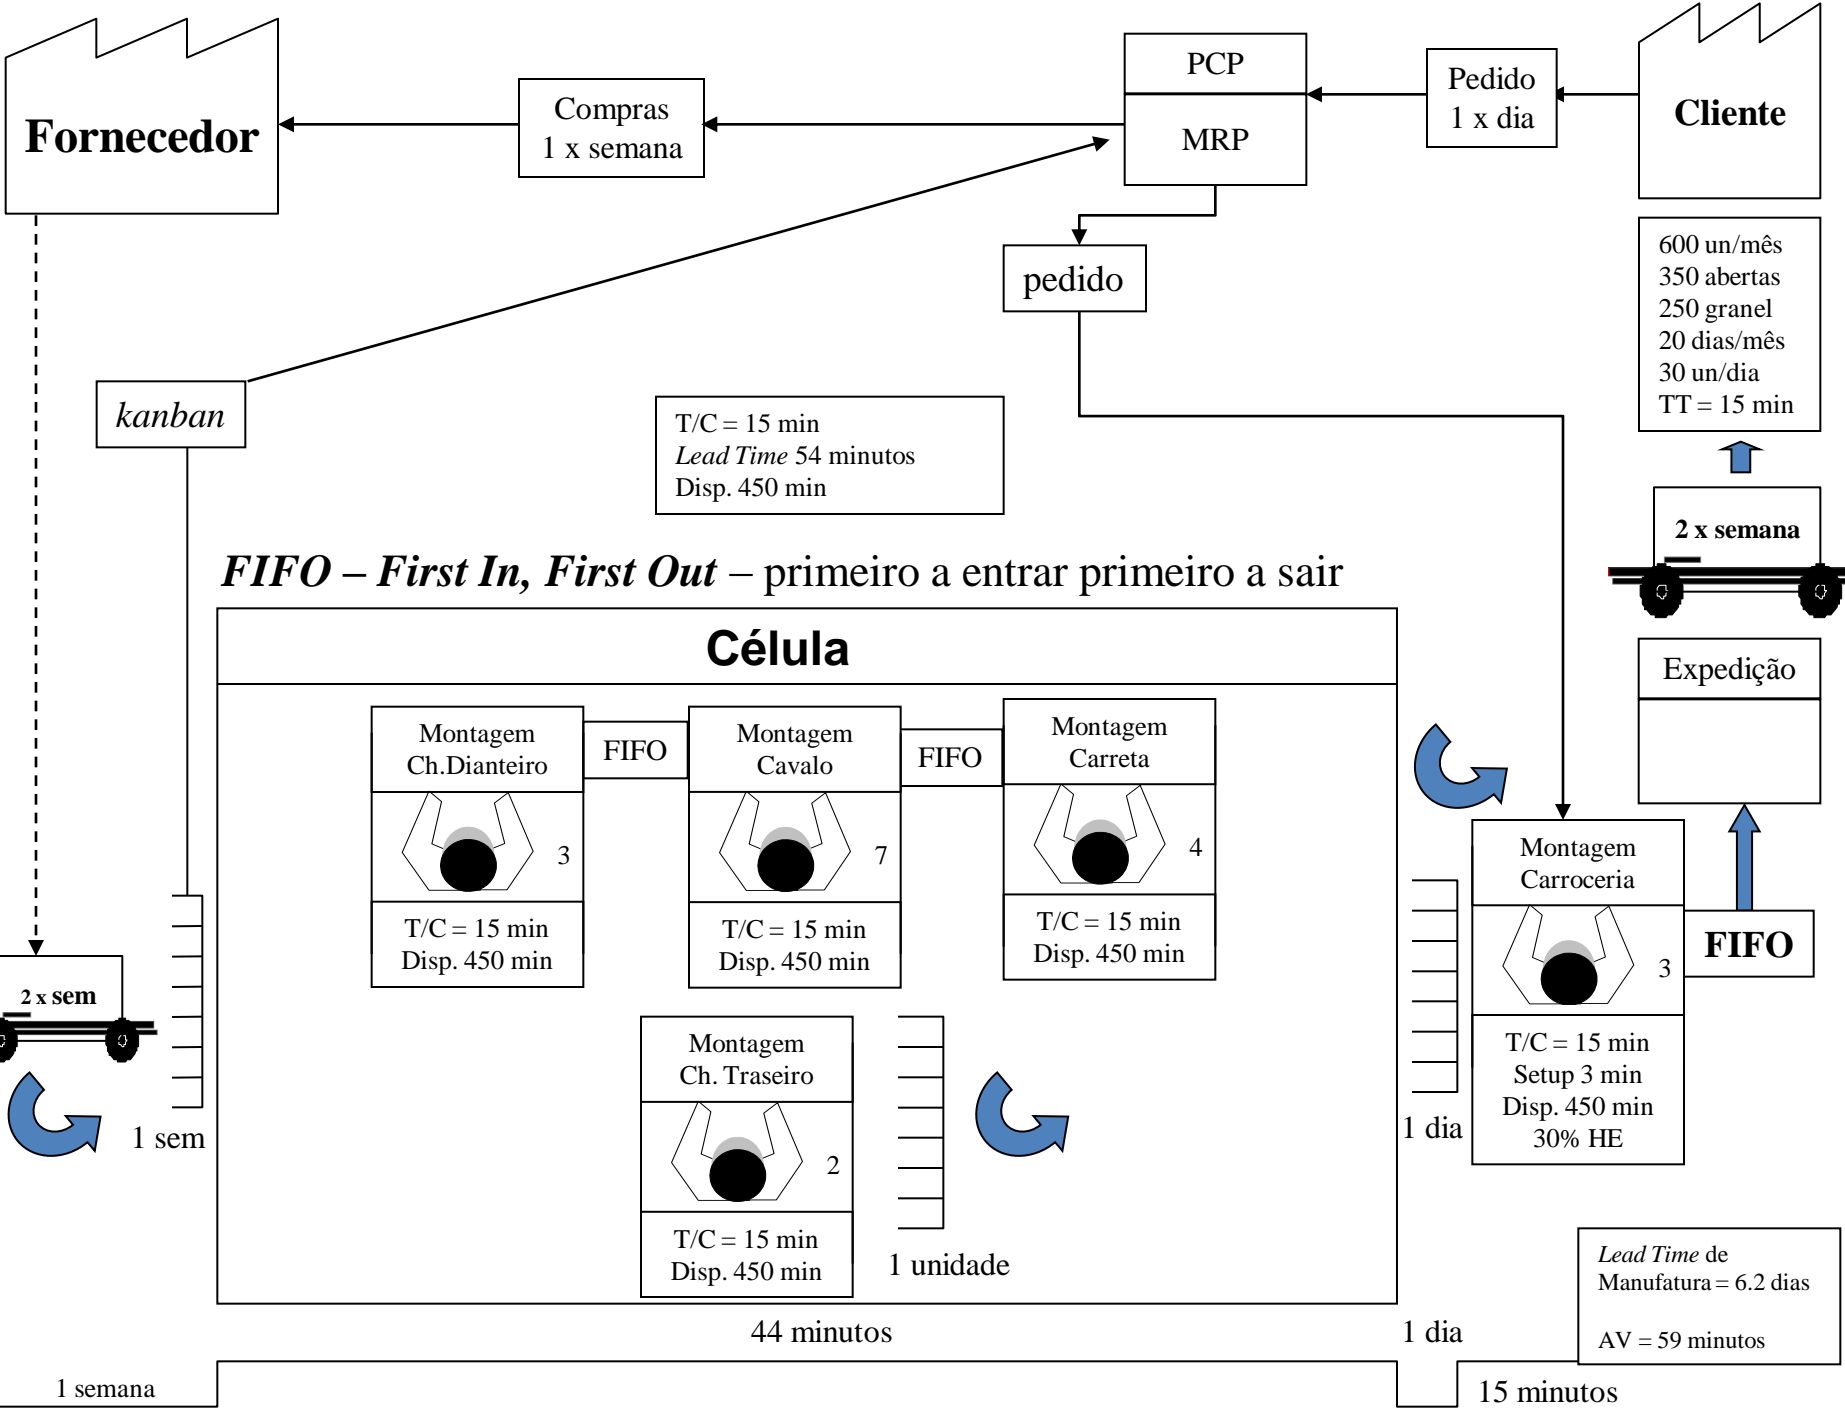 Fornecedor
Compras
1 x semana
PCP
MRP
Pedido
1 x dia
Cliente
pedido
600 un/mês
350 abertas
250 granel
20 dias/mês
30 un/dia
TT = 15 min
kanban
T/C = 15 min
Lead Time 54 minutos
Disp. 450 min
2 x semana
FIFO – First In, First Out – primeiro a entrar primeiro a sair
Célula
Expedição
Montagem
Ch.Dianteiro
3
T/C = 15 min
Disp. 450 min
FIFO
Montagem
Cavalo
7
T/C = 15 min
Disp. 450 min
FIFO
Montagem
Carreta
4
T/C = 15 min
Disp. 450 min
Montagem
Carroceria
3
T/C = 15 min
Setup 3 min
Disp. 450 min
30% HE
FIFO
2 x sem
1 sem
Montagem
Ch. Traseiro
2
T/C = 15 min
Disp. 450 min
1 unidade
1 dia
Lead Time de
Manufatura = 6.2 dias
AV = 59 minutos
44 minutos
1 dia
1 semana
15 minutos